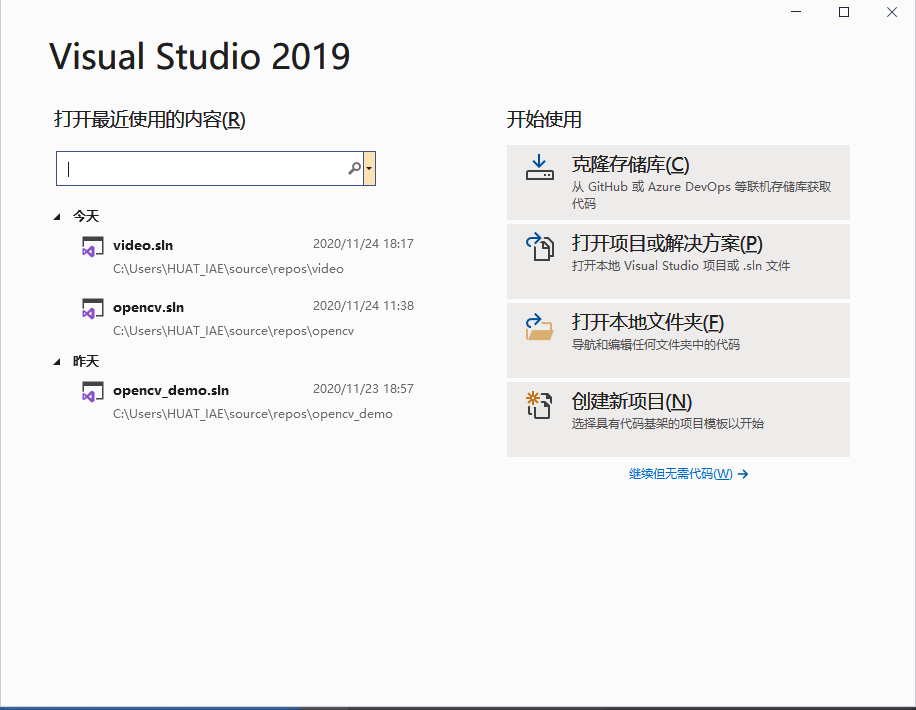 Visual Studio 2019
打开最近使用的内容(R)
今天
video.sln 2020/11/24 18:17
C:\Users\HUAT_IAE\source\repos\video
opencv.sln 2020/11/24 11:38
C:\Users\HUAT_IAE\source\repos\opencv
昨天
opencv_demo.sln 2020/11/23 18:57
C:\Users\HUAT_IAE\source\repos\opencv_demo
开始使用
克隆存储库(C)
从 GitHub 或 Azure DevOps 等联机存储库获取
代码
打开项目或解决方案(P)
打开本地 Visual Studio 项目或 .sln 文件
打开本地文件夹(F)
导航和编辑任何文件夹中的代码
创建新项目(N)
选择具有代码基架的项目模板以开始
继续但无需代码(W) →